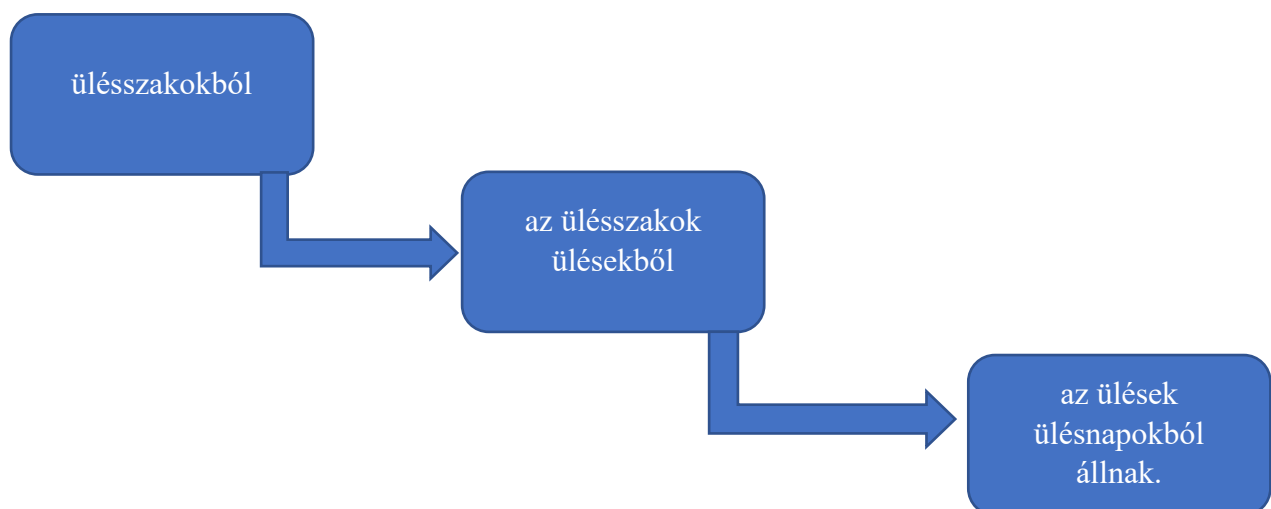 ülésszakokból
az ülésszakok
ülésekből
az ülések
ülésnapokból
állnak.